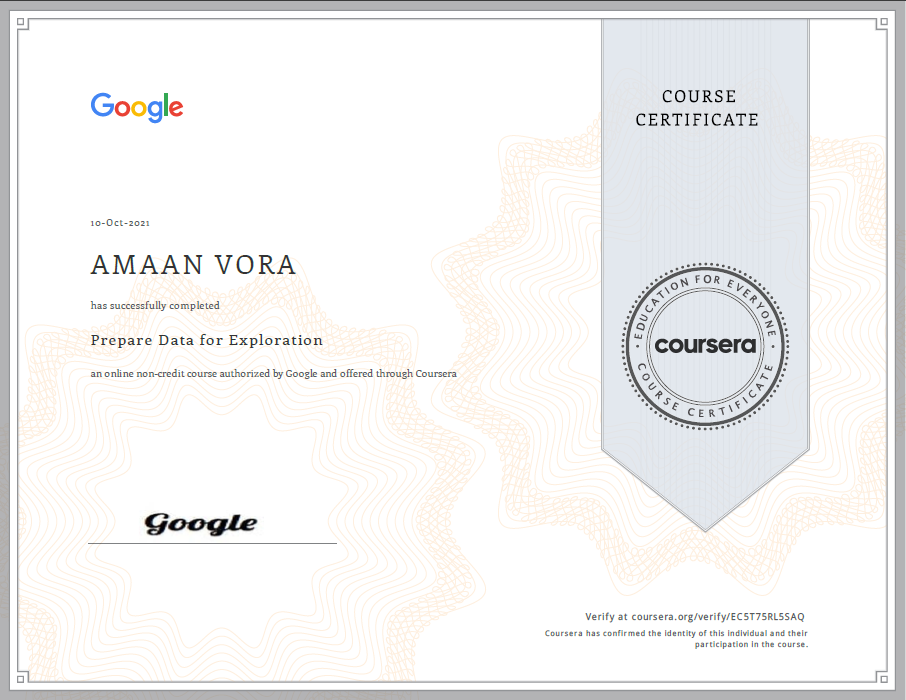 Google
COURSE
CERTIFICATE
10-Oct-2021
AMAAN VORA
has successfully completed
Prepare Data for Exploration
an online non-credit course authorized by Google and offered through Coursera
EDUCATION FOR EVERYONE
coursera
COURSE CERTIFICATE
Google
Verify at coursera.org/verify/EC5T75RL5SAQ
Coursera has confirmed the identity of this individual and their
participation in the course.